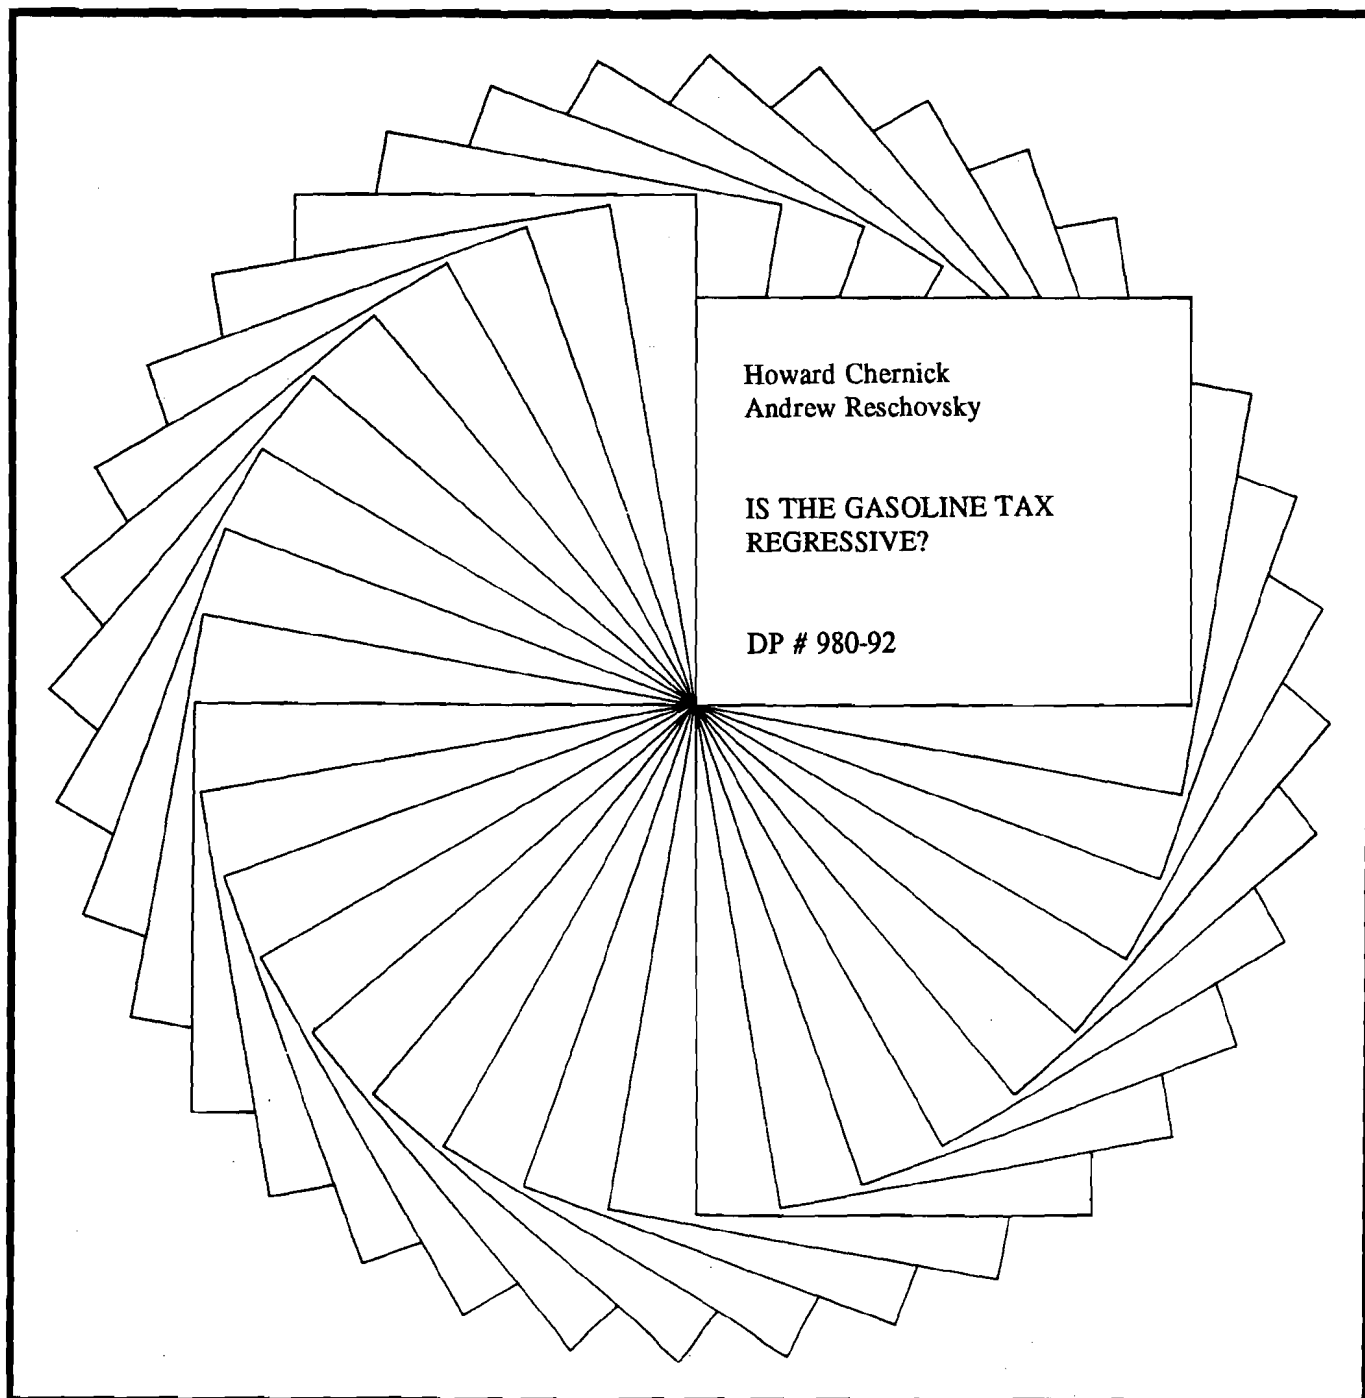 Howard Chernick
Andrew Reschovsky
IS THE GASOLINE TAX
REGRESSIVE?
DP # 980-92